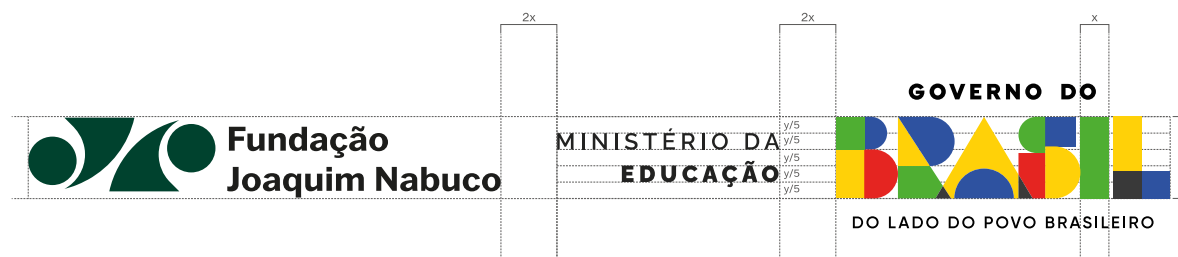 2x
2x
x
GOVERNO DO
Fundação
Joaquim Nabuco
MINISTÉRIO DA
EDUCAÇÃO
y/5
y/5
y/5
y/5
y/5
BRASIL
DO LADO DO POVO BRASILEIRO